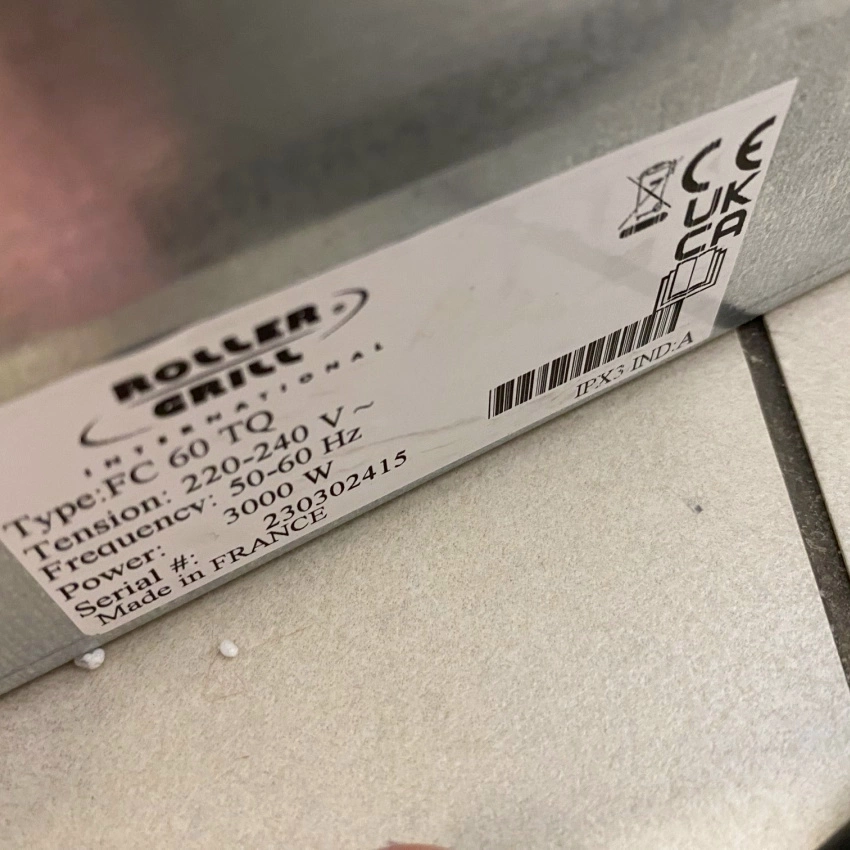 ROLLER
GRILL
INTERNATIONAL
Type:FC 60 TQ
Tension: 220-240 V ~
Frequency: 50-60 Hz
Power: 3000 W
Serial #: 230302415
Made in FRANCE
CE
UK
CA
IPX3 IND:A